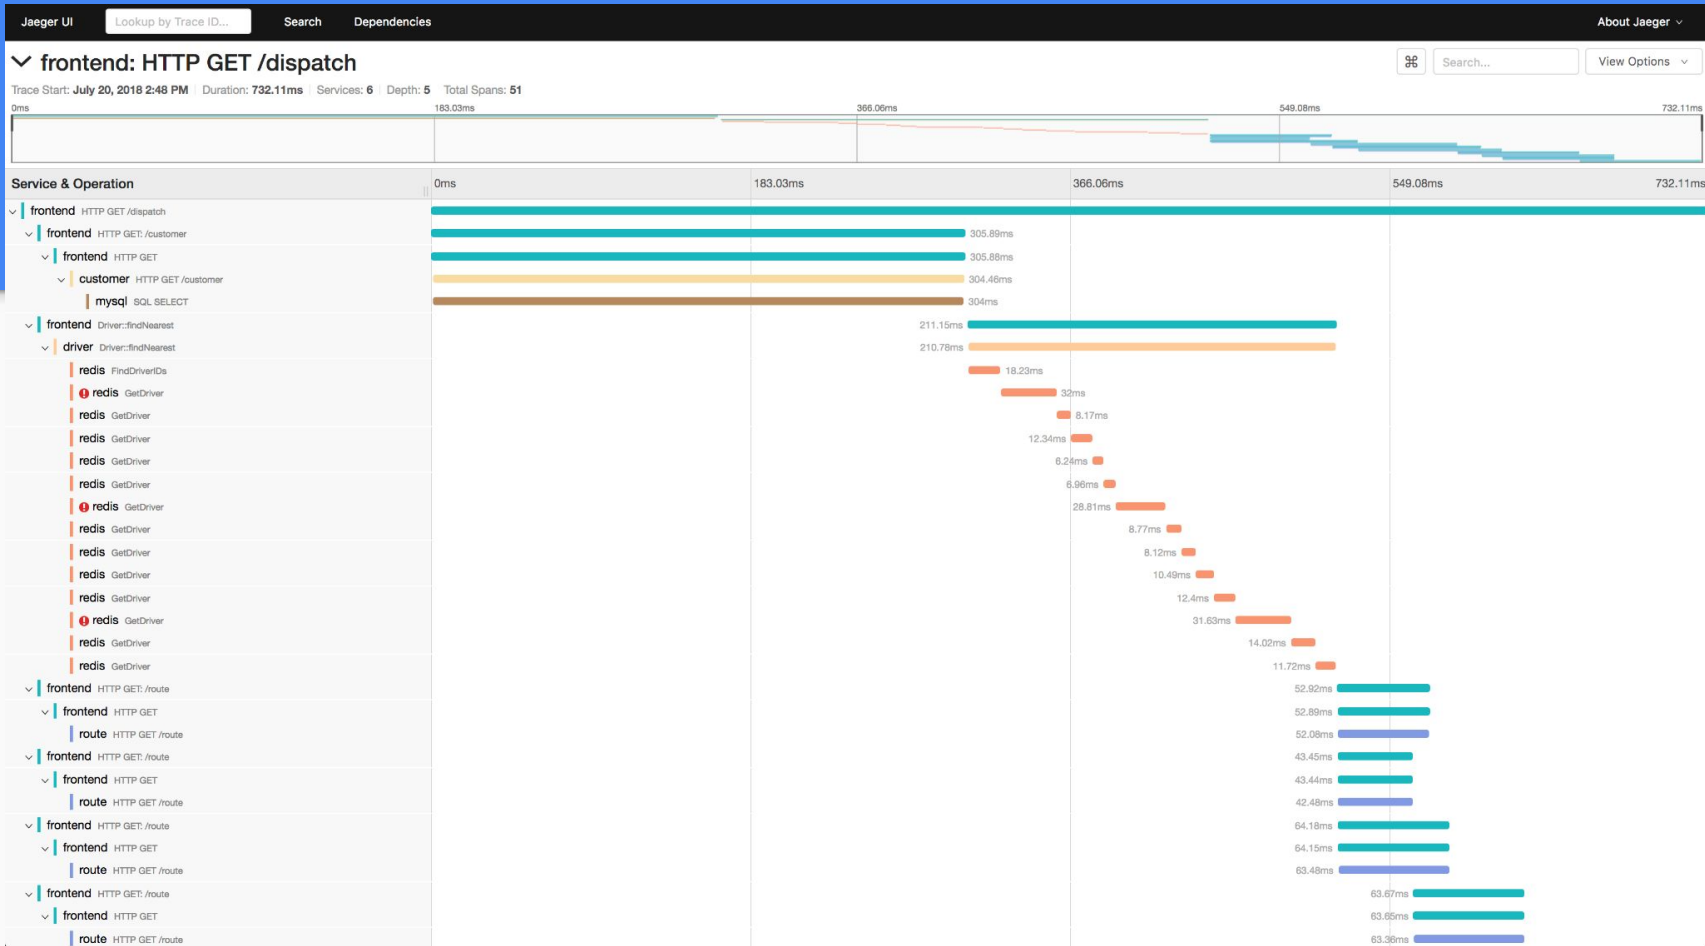 Jaeger UI Lookup by Trace ID... Search Dependencies About Jaeger
frontend: HTTP GET /dispatch ⌘ Search... View Options
Trace Start: July 20, 2018 2:48 PM Duration: 732.11ms Services: 6 Depth: 5 Total Spans: 51
0ms 183.03ms 366.06ms 549.08ms 732.11ms
Service & Operation 0ms 183.03ms 366.06ms 549.08ms 732.11ms
frontend HTTP GET /dispatch
frontend HTTP GET: /customer 305.89ms
frontend HTTP GET 305.88ms
customer HTTP GET /customer 304.46ms
mysql SQL SELECT 304ms
frontend Driver::findNearest 211.15ms
driver Driver::findNearest 210.78ms
redis FindDriverIDs 18.23ms
redis GetDriver 32ms
redis GetDriver 8.17ms
redis GetDriver 12.34ms
redis GetDriver 6.24ms
redis GetDriver 6.96ms
redis GetDriver 28.81ms
redis GetDriver 8.77ms
redis GetDriver 8.12ms
redis GetDriver 10.49ms
redis GetDriver 12.4ms
redis GetDriver 31.63ms
redis GetDriver 14.02ms
redis GetDriver 11.72ms
frontend HTTP GET: /route 52.92ms
frontend HTTP GET 52.89ms
route HTTP GET /route 52.08ms
frontend HTTP GET: /route 43.45ms
frontend HTTP GET 43.44ms
route HTTP GET /route 42.48ms
frontend HTTP GET: /route 64.18ms
frontend HTTP GET 64.15ms
route HTTP GET /route 63.48ms
frontend HTTP GET: /route 63.67ms
frontend HTTP GET 63.65ms
route HTTP GET /route 63.36ms